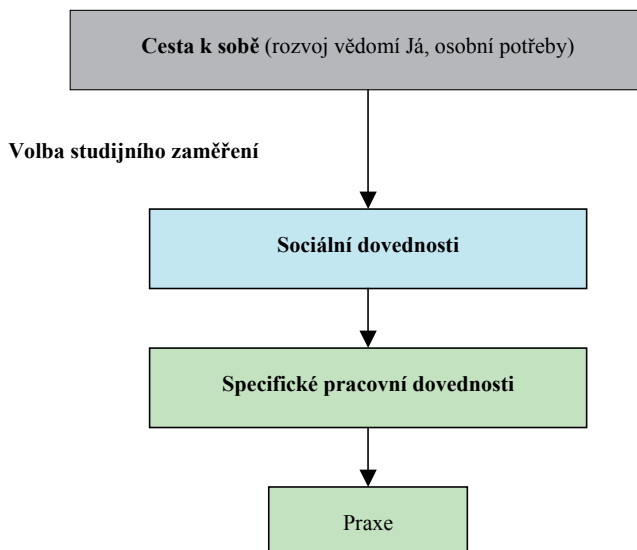 Cesta k sobě (rozvoj vědomí Já, osobní potřeby)
Volba studijního zaměření
Sociální dovednosti
Specifické pracovní dovednosti
Praxe